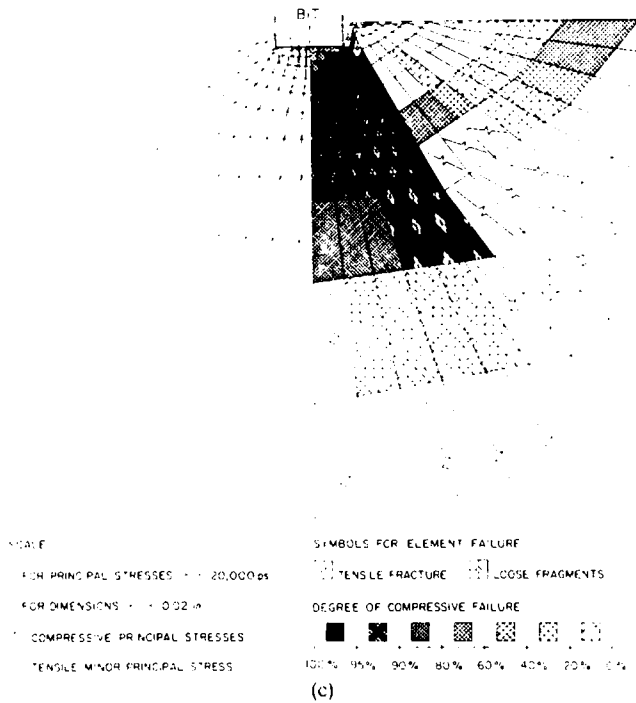 BIT
SCALE
FOR PRINCIPAL STRESSES 20,000 psi
FOR DIMENSIONS 0.02 in
COMPRESSIVE PRINCIPAL STRESSES
TENSILE MINOR PRINCIPAL STRESS
SYMBOLS FOR ELEMENT FAILURE
TENSILE FRACTURE LOOSE FRAGMENTS
DEGREE OF COMPRESSIVE FAILURE
100% 95% 90% 80% 60% 40% 20% 0%
(c)